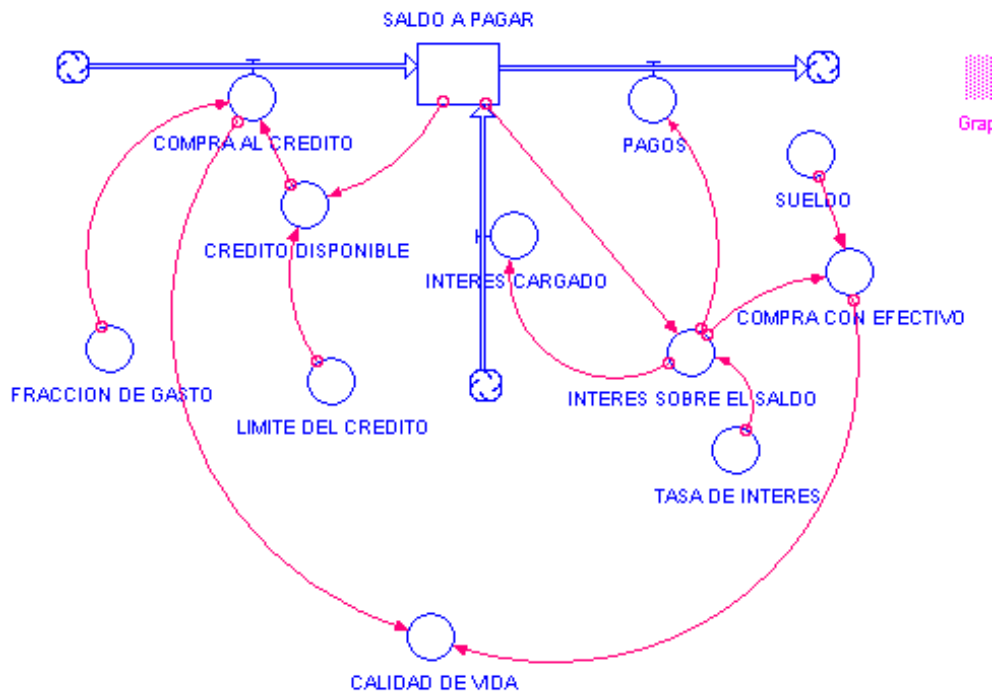 SALDO A PAGAR
Grap
COMPRA AL CREDITO
PAGOS
SUELDO
CREDITO DISPONIBLE
INTERES CARGADO
COMPRA CON EFECTIVO
FRACCION DE GASTO
INTERES SOBRE EL SALDO
LIMITE DEL CREDITO
TASA DE INTERES
CALIDAD DE VIDA